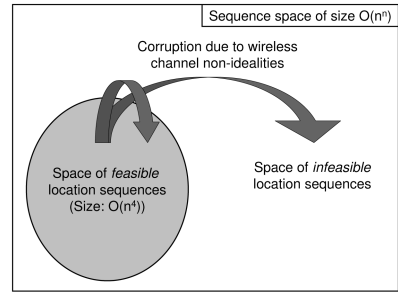 Sequence space of size O(nⁿ)
Corruption due to wireless
channel non-idealities
Space of feasible
location sequences
(Size: O(n⁴))
Space of infeasible
location sequences